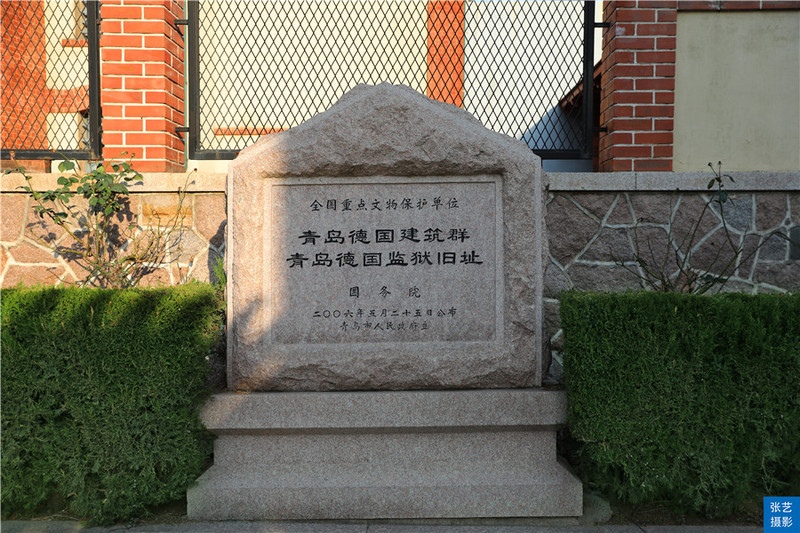 全国重点文物保护单位
青岛德国建筑群
青岛德国监狱旧址
国务院
二〇〇六年五月二十五日公布
青岛市人民政府立
张艺
摄影